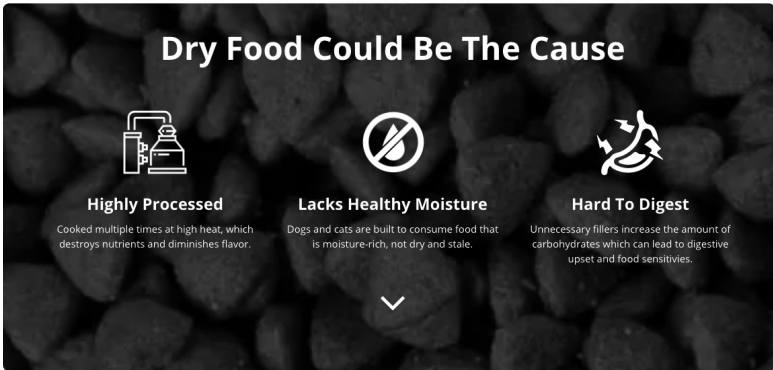 Dry Food Could Be The Cause
Highly Processed
Cooked multiple times at high heat, which
destroys nutrients and diminishes flavor.
Lacks Healthy Moisture
Dogs and cats are built to consume food that
is moisture-rich, not dry and stale.
Hard To Digest
Unnecessary fillers increase the amount of
carbohydrates which can lead to digestive
upset and food sensitivies.